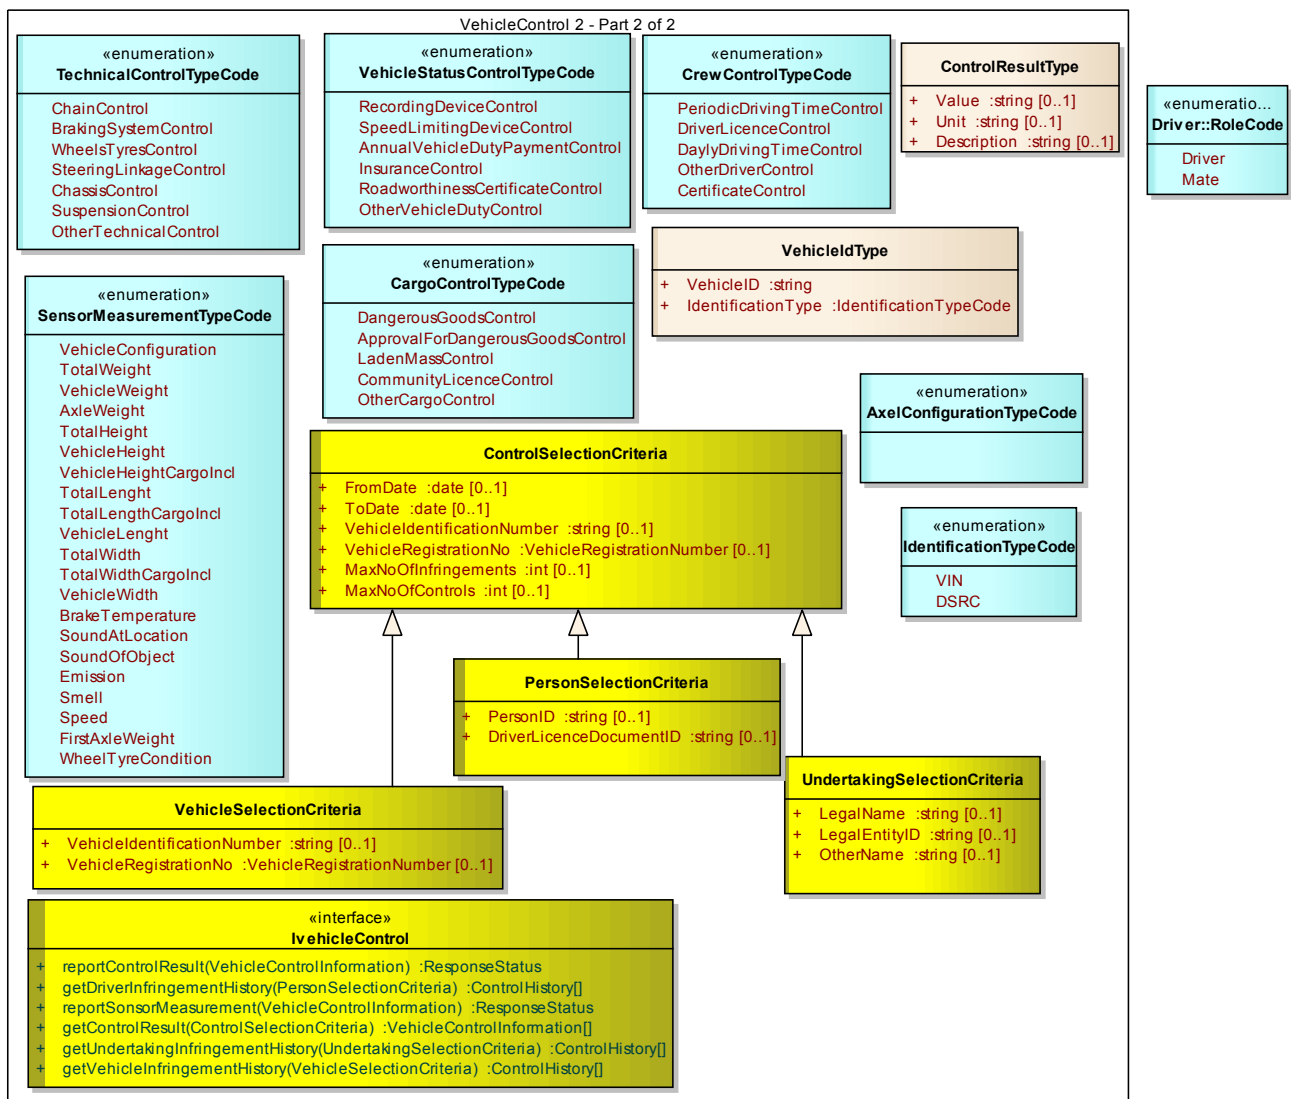 VehicleControl 2 - Part 2 of 2
«enumeration»
TechnicalControlTypeCode
ChainControl
BrakingSystemControl
WheelsTyresControl
SteeringLinkageControl
ChassisControl
SuspensionControl
OtherTechnicalControl
«enumeration»
VehicleStatusControlTypeCode
RecordingDeviceControl
SpeedLimitingDeviceControl
AnnualVehicleDutyPaymentControl
InsuranceControl
RoadworthinessCertificateControl
OtherVehicleDutyControl
«enumeration»
CrewControlTypeCode
PeriodicDrivingTimeControl
DriverLicenceControl
DaylyDrivingTimeControl
OtherDriverControl
CertificateControl
ControlResultType
+ Value :string [0..1]
+ Unit :string [0..1]
+ Description :string [0..1]
«enumeratio...
Driver::RoleCode
Driver
Mate
«enumeration»
SensorMeasurementTypeCode
VehicleConfiguration
TotalWeight
VehicleWeight
AxleWeight
TotalHeight
VehicleHeight
VehicleHeightCargoIncl
TotalLenght
TotalLengthCargoIncl
VehicleLenght
TotalWidth
TotalWidthCargoIncl
VehicleWidth
BrakeTemperature
SoundAtLocation
SoundOfObject
Emission
Smell
Speed
FirstAxleWeight
WheelTyreCondition
«enumeration»
CargoControlTypeCode
DangerousGoodsControl
ApprovalForDangerousGoodsControl
LadenMassControl
CommunityLicenceControl
OtherCargoControl
VehicleIdType
+ VehicleID :string
+ IdentificationType :IdentificationTypeCode
«enumeration»
AxelConfigurationTypeCode
ControlSelectionCriteria
+ FromDate :date [0..1]
+ ToDate :date [0..1]
+ VehicleIdentificationNumber :string [0..1]
+ VehicleRegistrationNo :VehicleRegistrationNumber [0..1]
+ MaxNoOfInfringements :int [0..1]
+ MaxNoOfControls :int [0..1]
«enumeration»
IdentificationTypeCode
VIN
DSRC
PersonSelectionCriteria
+ PersonID :string [0..1]
+ DriverLicenceDocumentID :string [0..1]
UndertakingSelectionCriteria
+ LegalName :string [0..1]
+ LegalEntityID :string [0..1]
+ OtherName :string [0..1]
VehicleSelectionCriteria
+ VehicleIdentificationNumber :string [0..1]
+ VehicleRegistrationNo :VehicleRegistrationNumber [0..1]
«interface»
IvehicleControl
+ reportControlResult(VehicleControlInformation) :ResponseStatus
+ getDriverInfringementHistory(PersonSelectionCriteria) :ControlHistory[]
+ reportSonsorMeasurement(VehicleControlInformation) :ResponseStatus
+ getControlResult(ControlSelectionCriteria) :VehicleControlInformation[]
+ getUndertakingInfringementHistory(UndertakingSelectionCriteria) :ControlHistory[]
+ getVehicleInfringementHistory(VehicleSelectionCriteria) :ControlHistory[]